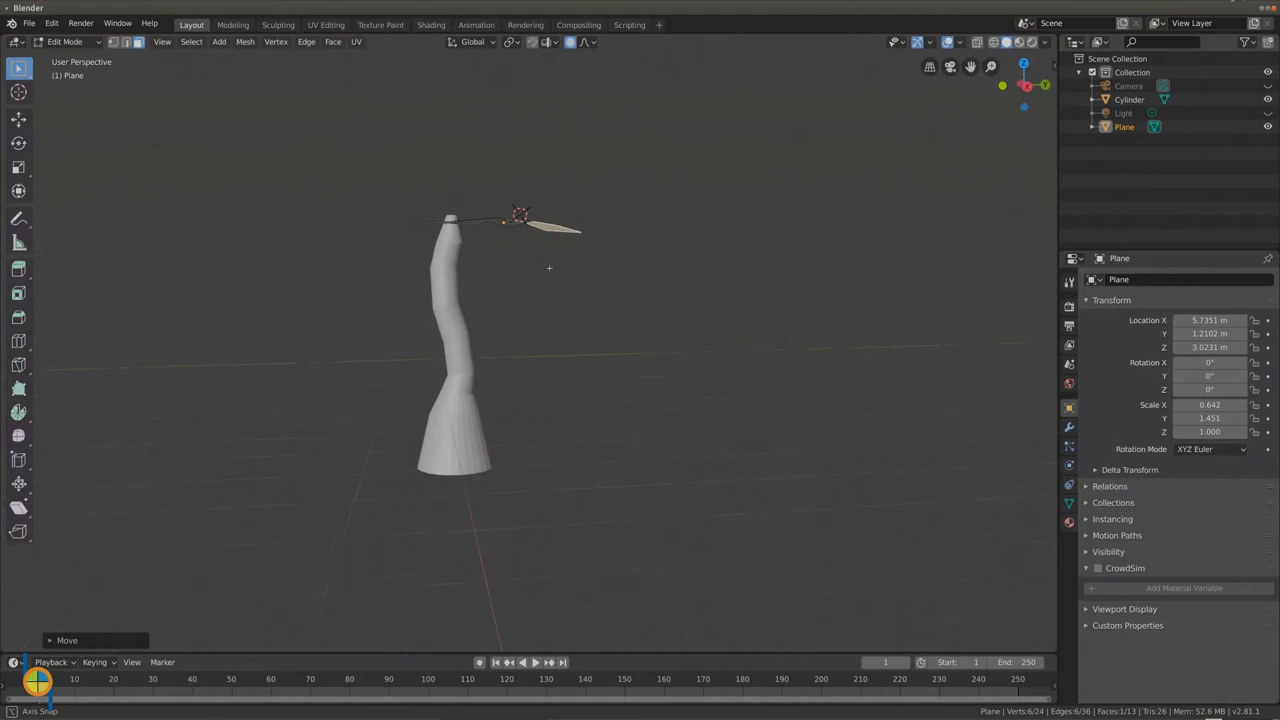 Blender
File Edit Render Window Help Layout Modeling Sculpting UV Editing Texture Paint Shading Animation Rendering Compositing Scripting + Scene View Layer
Edit Mode View Select Add Mesh Vertex Edge Face UV Global
User Perspective
(1) Plane
Z
Y
X
Scene Collection
Collection
Camera
Cylinder
Light
Plane
Plane
Plane
Transform
Location X 5.7351 m
Y 1.2102 m
Z 3.0231 m
Rotation X 0°
Y 0°
Z 0°
Scale X 0.642
Y 1.451
Z 1.000
Rotation Mode XYZ Euler
Delta Transform
Relations
Collections
Instancing
Motion Paths
Visibility
CrowdSim
Add Material Variable
Viewport Display
Custom Properties
Move
Playback Keying View Marker 1 Start: 1 End: 250
10 20 30 40 50 60 70 80 90 100 110 120 130 140 150 160 170 180 190 200 210 220 230 240 250
Axis Snap Plane | Verts:6/24 | Edges:6/36 | Faces:1/13 | Tris:26 | Mem: 52.6 MB | v2.81.1